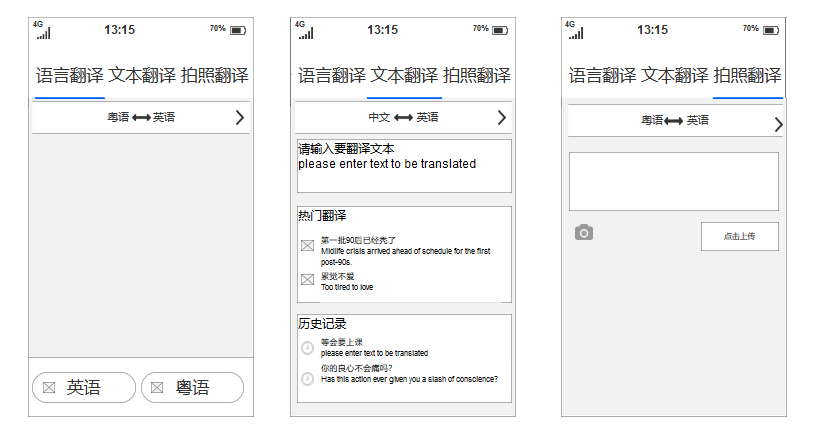 4G
13:15
70%
语言翻译 文本翻译 拍照翻译
粤语 英语
英语
粤语
4G
13:15
70%
语言翻译 文本翻译 拍照翻译
中文 英语
请输入要翻译文本
please enter text to be translated
热门翻译
第一批90后已经秃了
Midlife crisis arrived ahead of schedule for the first
post-90s.
累觉不爱
Too tired to love
历史记录
等会要上课
please enter text to be translated
你的良心不会痛吗?
Has this action ever given you a slash of conscience?
4G
13:15
70%
语言翻译 文本翻译 拍照翻译
粤语 英语
点击上传